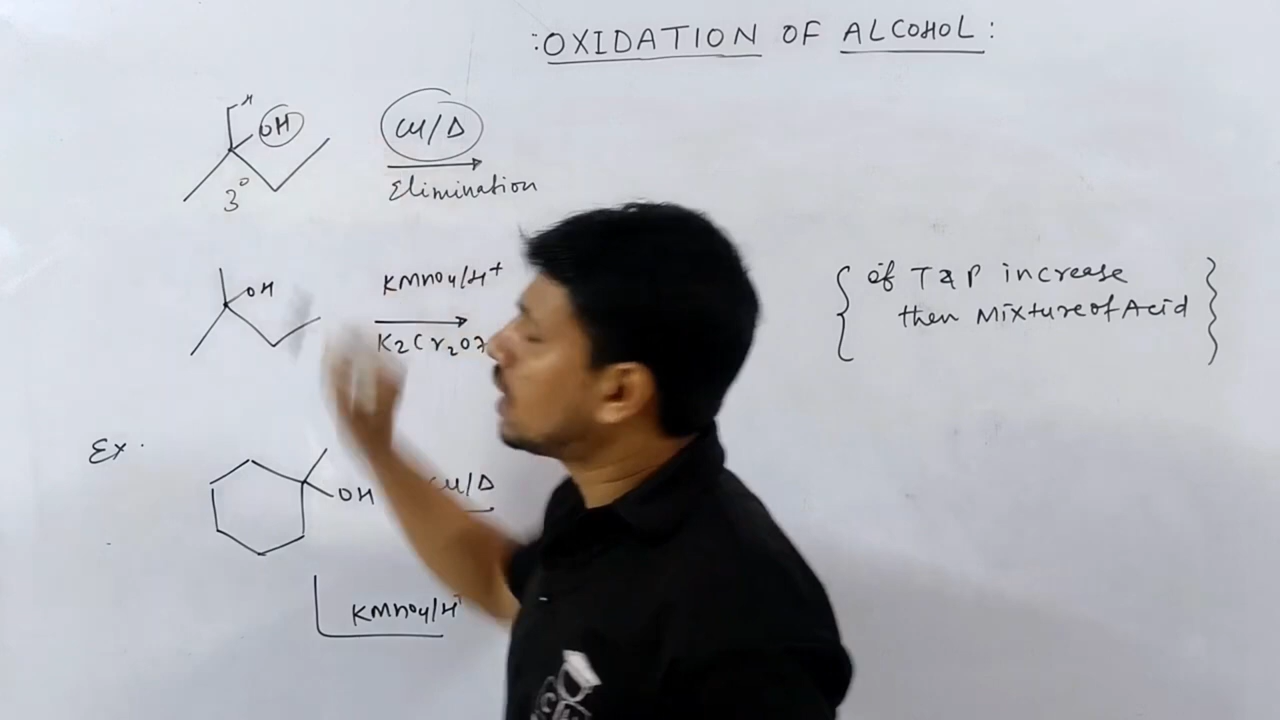 :OXIDATION OF ALCOHOL:
H
OH
3°
Cu/Δ
Elimination
OH
KMnO4/H+
K2Cr2O7
{ if T & P increase
then Mixture of Acid }
Ex.
OH
Cu/Δ
KMnO4/H+